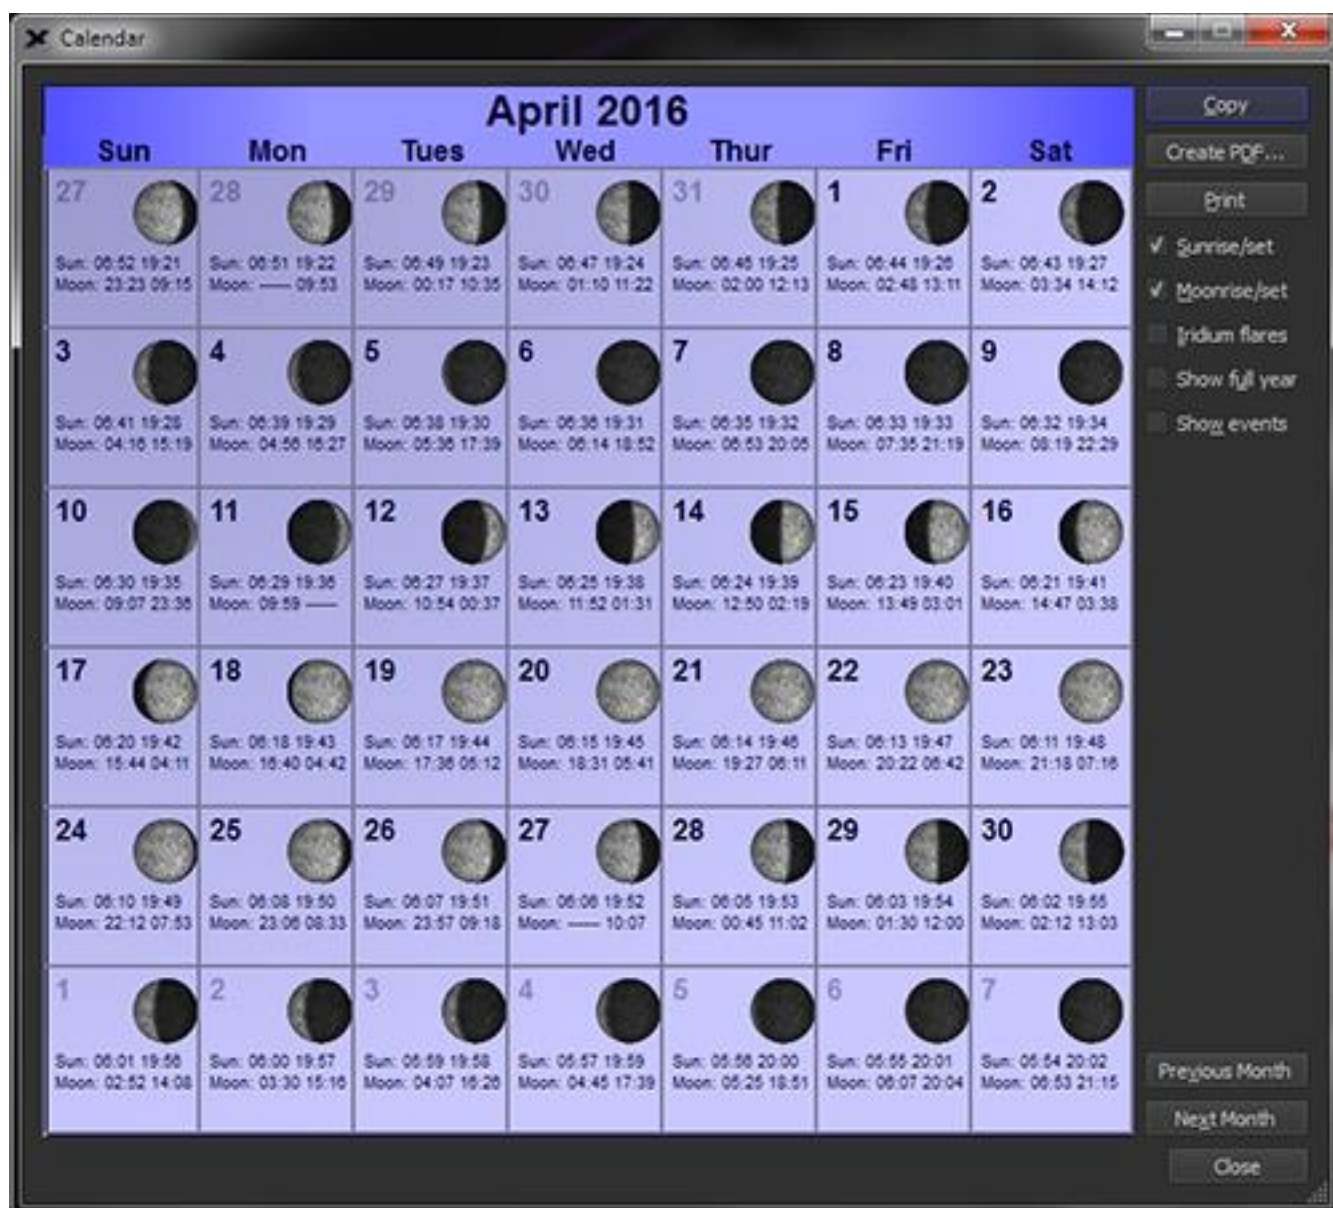 Calendar
April 2016
Sun Mon Tues Wed Thur Fri Sat
27 28 29 30 31 1 2
Sun: 06:52 19:21 Sun: 06:51 19:22 Sun: 06:49 19:23 Sun: 06:47 19:24 Sun: 06:46 19:25 Sun: 06:44 19:26 Sun: 06:43 19:27
Moon: 23:23 09:15 Moon: —— 09:53 Moon: 00:17 10:35 Moon: 01:10 11:22 Moon: 02:00 12:13 Moon: 02:48 13:11 Moon: 03:34 14:12
3 4 5 6 7 8 9
Sun: 06:41 19:28 Sun: 06:39 19:29 Sun: 06:38 19:30 Sun: 06:36 19:31 Sun: 06:35 19:32 Sun: 06:33 19:33 Sun: 06:32 19:34
Moon: 04:16 15:19 Moon: 04:56 16:27 Moon: 05:36 17:39 Moon: 06:14 18:52 Moon: 06:53 20:05 Moon: 07:35 21:19 Moon: 08:19 22:29
10 11 12 13 14 15 16
Sun: 06:30 19:35 Sun: 06:29 19:36 Sun: 06:27 19:37 Sun: 06:25 19:38 Sun: 06:24 19:39 Sun: 06:23 19:40 Sun: 06:21 19:41
Moon: 09:07 23:36 Moon: 09:59 —— Moon: 10:54 00:37 Moon: 11:52 01:31 Moon: 12:50 02:19 Moon: 13:49 03:01 Moon: 14:47 03:38
17 18 19 20 21 22 23
Sun: 06:20 19:42 Sun: 06:18 19:43 Sun: 06:17 19:44 Sun: 06:15 19:45 Sun: 06:14 19:46 Sun: 06:13 19:47 Sun: 06:11 19:48
Moon: 15:44 04:11 Moon: 16:40 04:42 Moon: 17:36 05:12 Moon: 18:31 05:41 Moon: 19:27 06:11 Moon: 20:22 06:42 Moon: 21:18 07:16
24 25 26 27 28 29 30
Sun: 06:10 19:49 Sun: 06:08 19:50 Sun: 06:07 19:51 Sun: 06:06 19:52 Sun: 06:05 19:53 Sun: 06:03 19:54 Sun: 06:02 19:55
Moon: 22:12 07:53 Moon: 23:06 08:33 Moon: 23:57 09:18 Moon: —— 10:07 Moon: 00:45 11:02 Moon: 01:30 12:00 Moon: 02:12 13:03
1 2 3 4 5 6 7
Sun: 06:01 19:56 Sun: 06:00 19:57 Sun: 05:59 19:58 Sun: 05:57 19:59 Sun: 05:56 20:00 Sun: 05:55 20:01 Sun: 05:54 20:02
Moon: 02:52 14:08 Moon: 03:30 15:16 Moon: 04:07 16:26 Moon: 04:45 17:39 Moon: 05:25 18:51 Moon: 06:07 20:04 Moon: 06:53 21:15
Copy
Create PDF...
Print
Sunrise/set
Moonrise/set
Iridium flares
Show full year
Show events
Previous Month
Next Month
Close